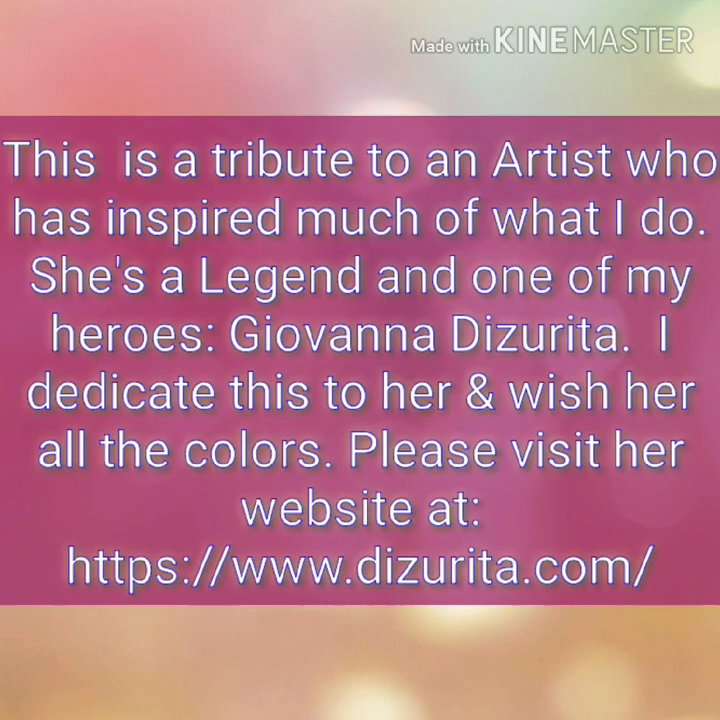 Made with KINEMASTER
This is a tribute to an Artist who
has inspired much of what I do.
She's a Legend and one of my
heroes: Giovanna Dizurita. I
dedicate this to her & wish her
all the colors. Please visit her
website at:
https://www.dizurita.com/